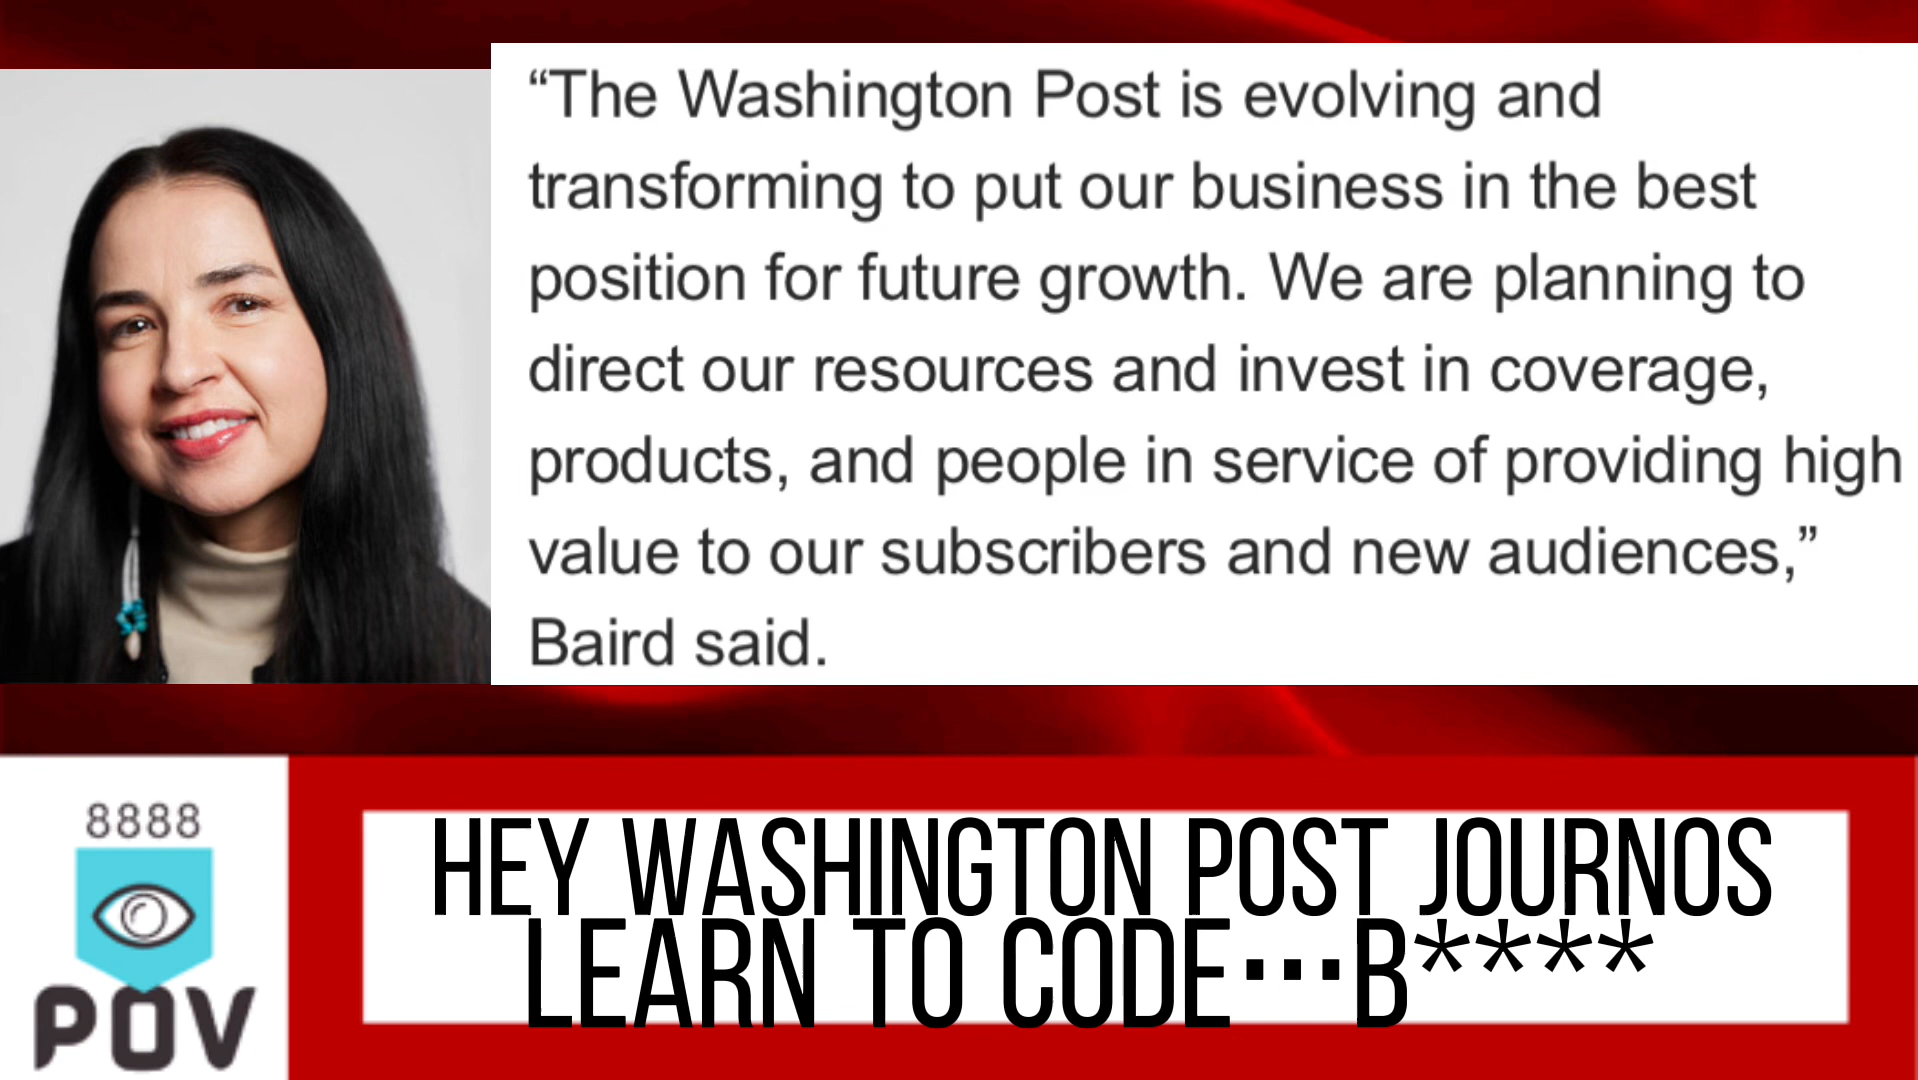 “The Washington Post is evolving and
transforming to put our business in the best
position for future growth. We are planning to
direct our resources and invest in coverage,
products, and people in service of providing high
value to our subscribers and new audiences,”
Baird said.
8888
POV
HEY WASHINGTON POST JOURNOS
LEARN TO CODE...B****